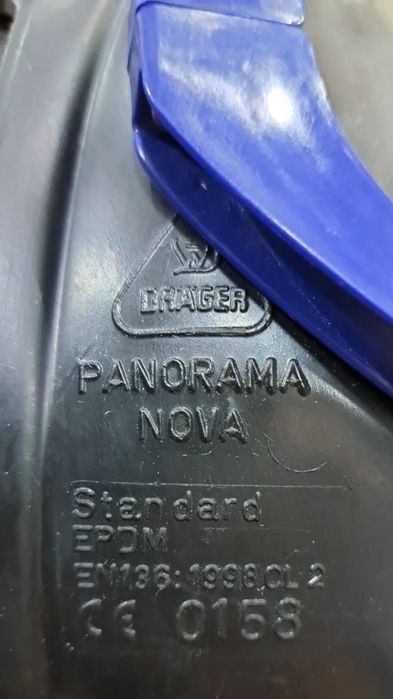 DRÄGER
PANORAMA
NOVA
Standard
EPDM
EN136:1998 CL 2
CE 0158